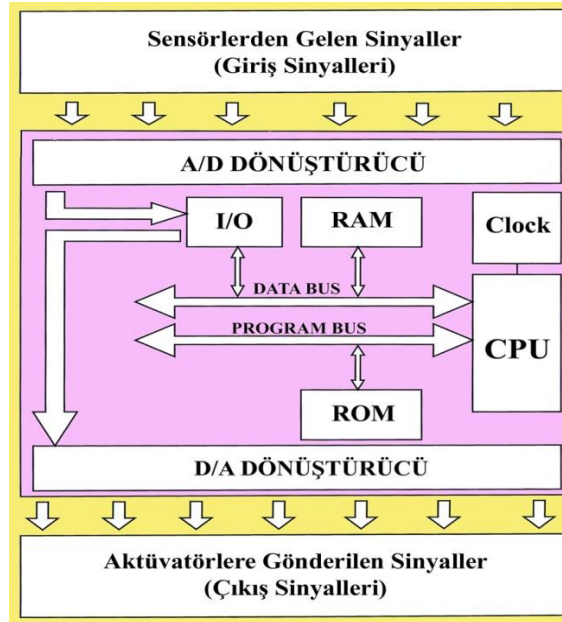 Sensörlerden Gelen Sinyaller
(Giriş Sinyalleri)
A/D DÖNÜŞTÜRÜCÜ
I/O
RAM
Clock
DATA BUS
PROGRAM BUS
CPU
ROM
D/A DÖNÜŞTÜRÜCÜ
Aktüvatörlere Gönderilen Sinyaller
(Çıkış Sinyalleri)